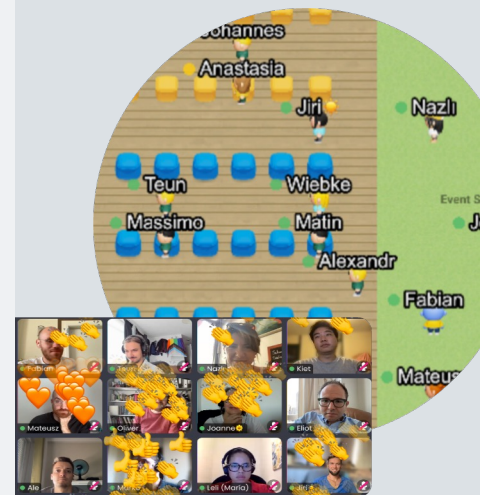 Johannes
Anastasia
Jiri
Nazlı
Teun
Wiebke
Event S
J
Massimo
Matin
Alexandr
Fabian
Mateus
Fabian
Teun
Nazlı
Kiet
Mateusz
Oliver
Joanne
Eliot
Ale
Leli (Maria)
Jiri